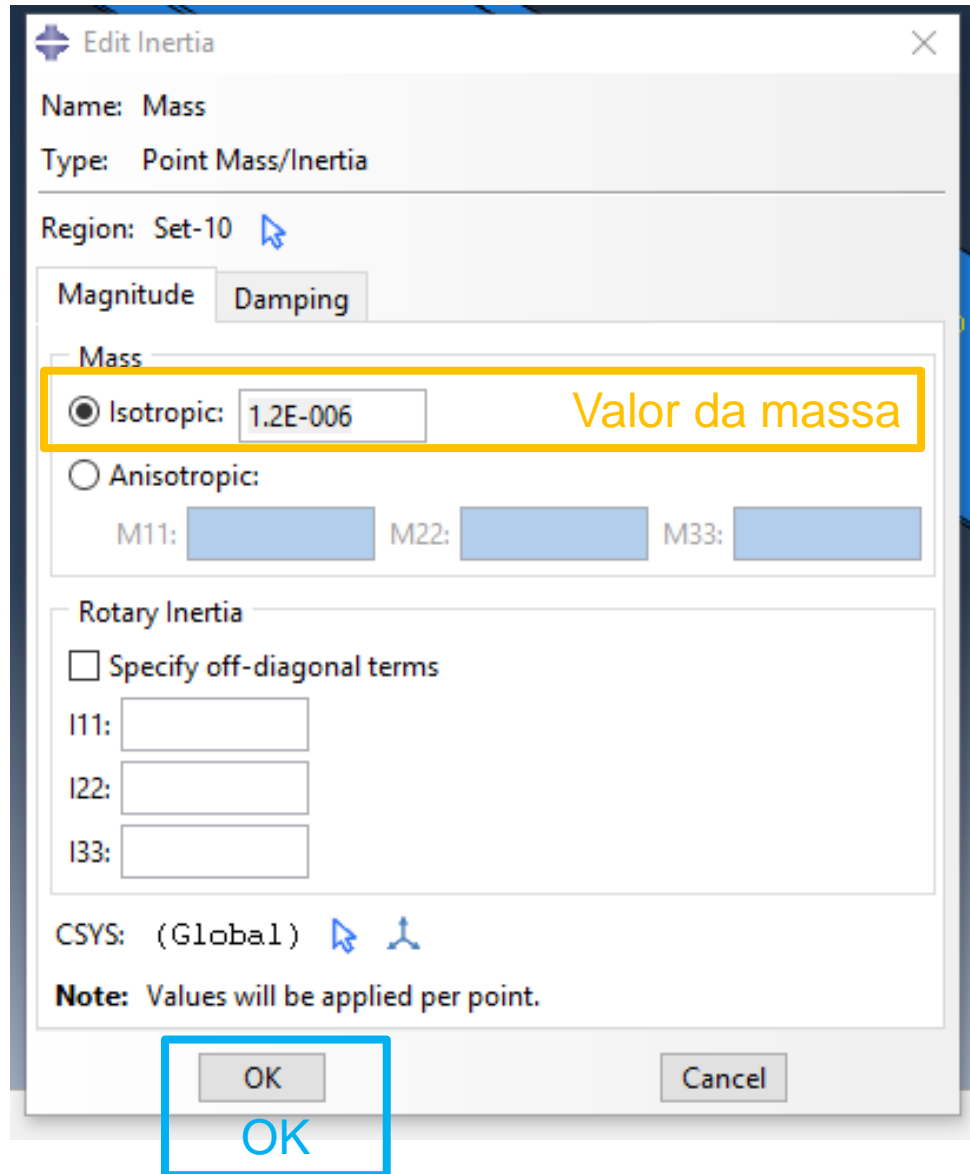 Edit Inertia
Name: Mass
Type: Point Mass/Inertia
Region: Set-10
Magnitude Damping
Mass
Isotropic: 1.2E-006 Valor da massa
Anisotropic:
M11: M22: M33:
Rotary Inertia
Specify off-diagonal terms
I11:
I22:
I33:
CSYS: (Global)
Note: Values will be applied per point.
OK Cancel
OK